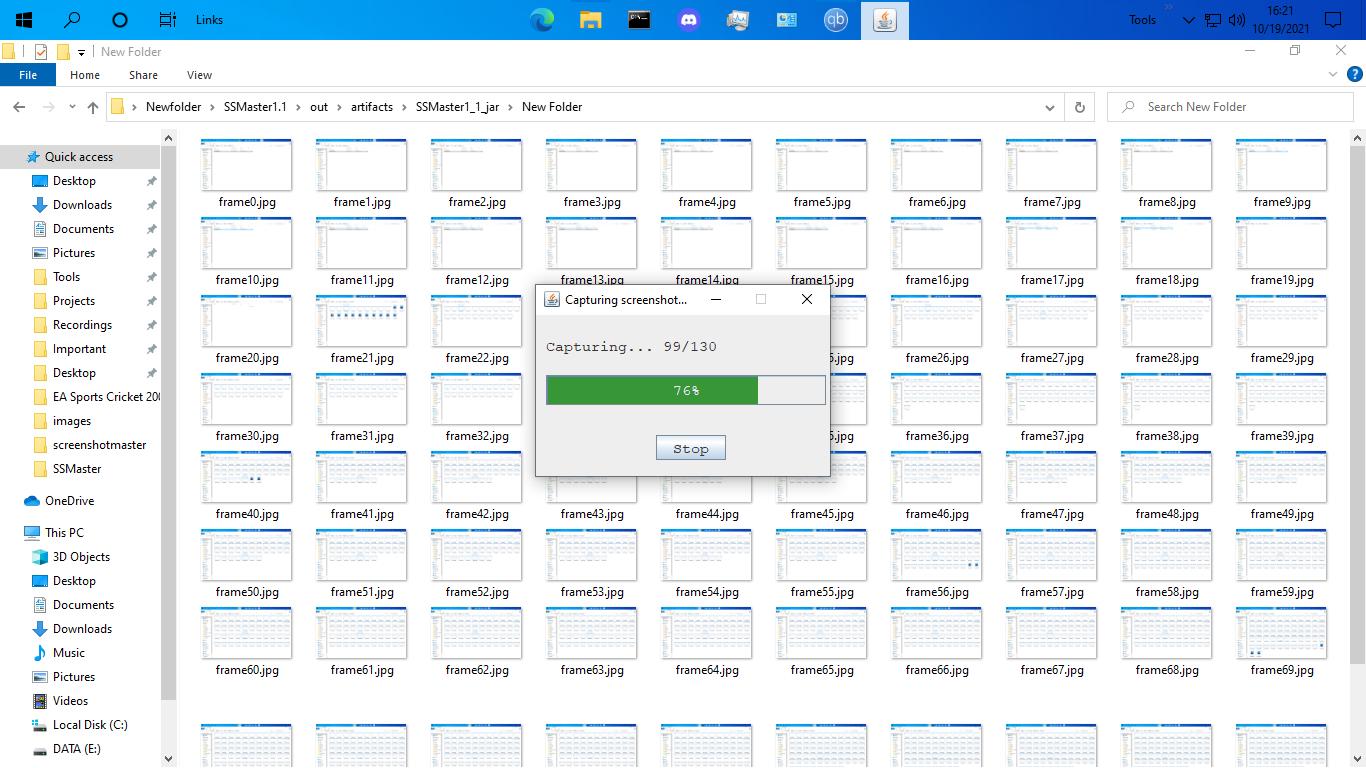 Links
Tools
16:21
10/19/2021
New Folder
File Home Share View
Newfolder SSMaster1.1 out artifacts SSMaster1_1_jar New Folder
Search New Folder
Quick access
Desktop
Downloads
Documents
Pictures
Tools
Projects
Recordings
Important
Desktop
EA Sports Cricket 200
images
screenshotmaster
SSMaster
OneDrive
This PC
3D Objects
Desktop
Documents
Downloads
Music
Pictures
Videos
Local Disk (C:)
DATA (E:)
frame0.jpg frame1.jpg frame2.jpg frame3.jpg frame4.jpg frame5.jpg frame6.jpg frame7.jpg frame8.jpg frame9.jpg
frame10.jpg frame11.jpg frame12.jpg frame13.jpg frame14.jpg frame15.jpg frame16.jpg frame17.jpg frame18.jpg frame19.jpg
Capturing screenshot...
Capturing... 99/130
76%
Stop
frame20.jpg frame21.jpg frame22.jpg frame26.jpg frame27.jpg frame28.jpg frame29.jpg
frame30.jpg frame31.jpg frame32.jpg frame36.jpg frame37.jpg frame38.jpg frame39.jpg
frame40.jpg frame41.jpg frame42.jpg frame43.jpg frame44.jpg frame45.jpg frame46.jpg frame47.jpg frame48.jpg frame49.jpg
frame50.jpg frame51.jpg frame52.jpg frame53.jpg frame54.jpg frame55.jpg frame56.jpg frame57.jpg frame58.jpg frame59.jpg
frame60.jpg frame61.jpg frame62.jpg frame63.jpg frame64.jpg frame65.jpg frame66.jpg frame67.jpg frame68.jpg frame69.jpg